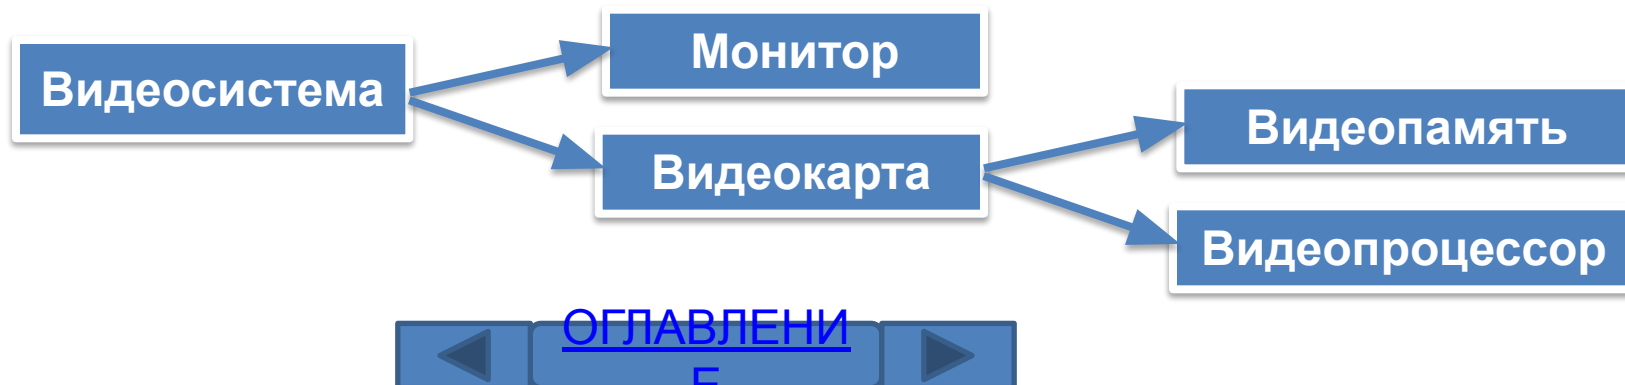 Видеосистема
Монитор
Видеокарта
Видеопамять
Видеопроцессор
ОГЛАВЛЕНИ
Е